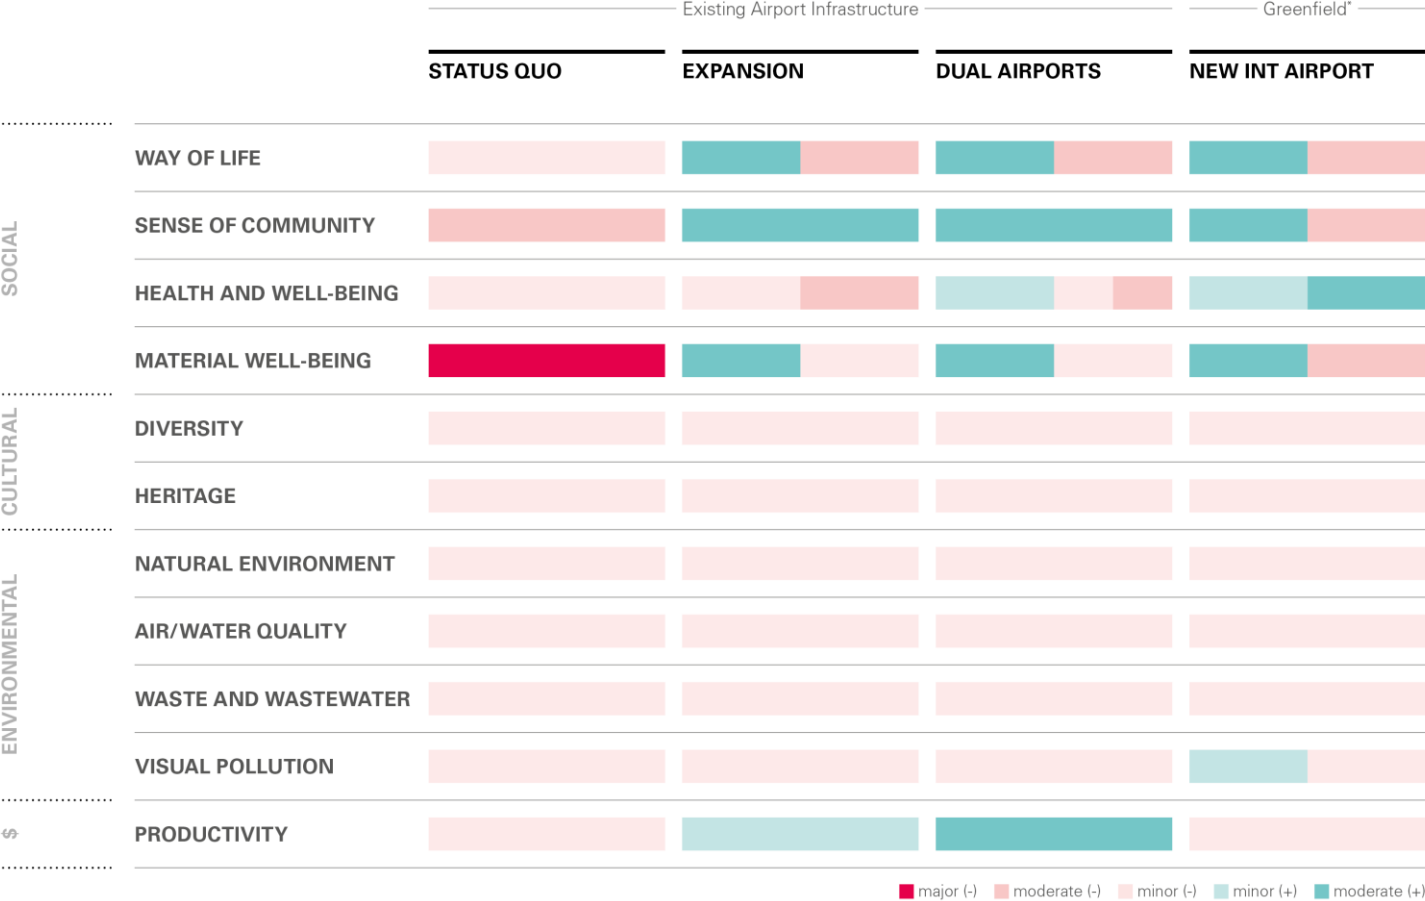 Existing Airport Infrastructure
Greenfield*
STATUS QUO
EXPANSION
DUAL AIRPORTS
NEW INT AIRPORT
SOCIAL
WAY OF LIFE
SENSE OF COMMUNITY
HEALTH AND WELL-BEING
MATERIAL WELL-BEING
CULTURAL
DIVERSITY
HERITAGE
ENVIRONMENTAL
NATURAL ENVIRONMENT
AIR/WATER QUALITY
WASTE AND WASTEWATER
VISUAL POLLUTION
$
PRODUCTIVITY
major (-)
moderate (-)
minor (-)
minor (+)
moderate (+)